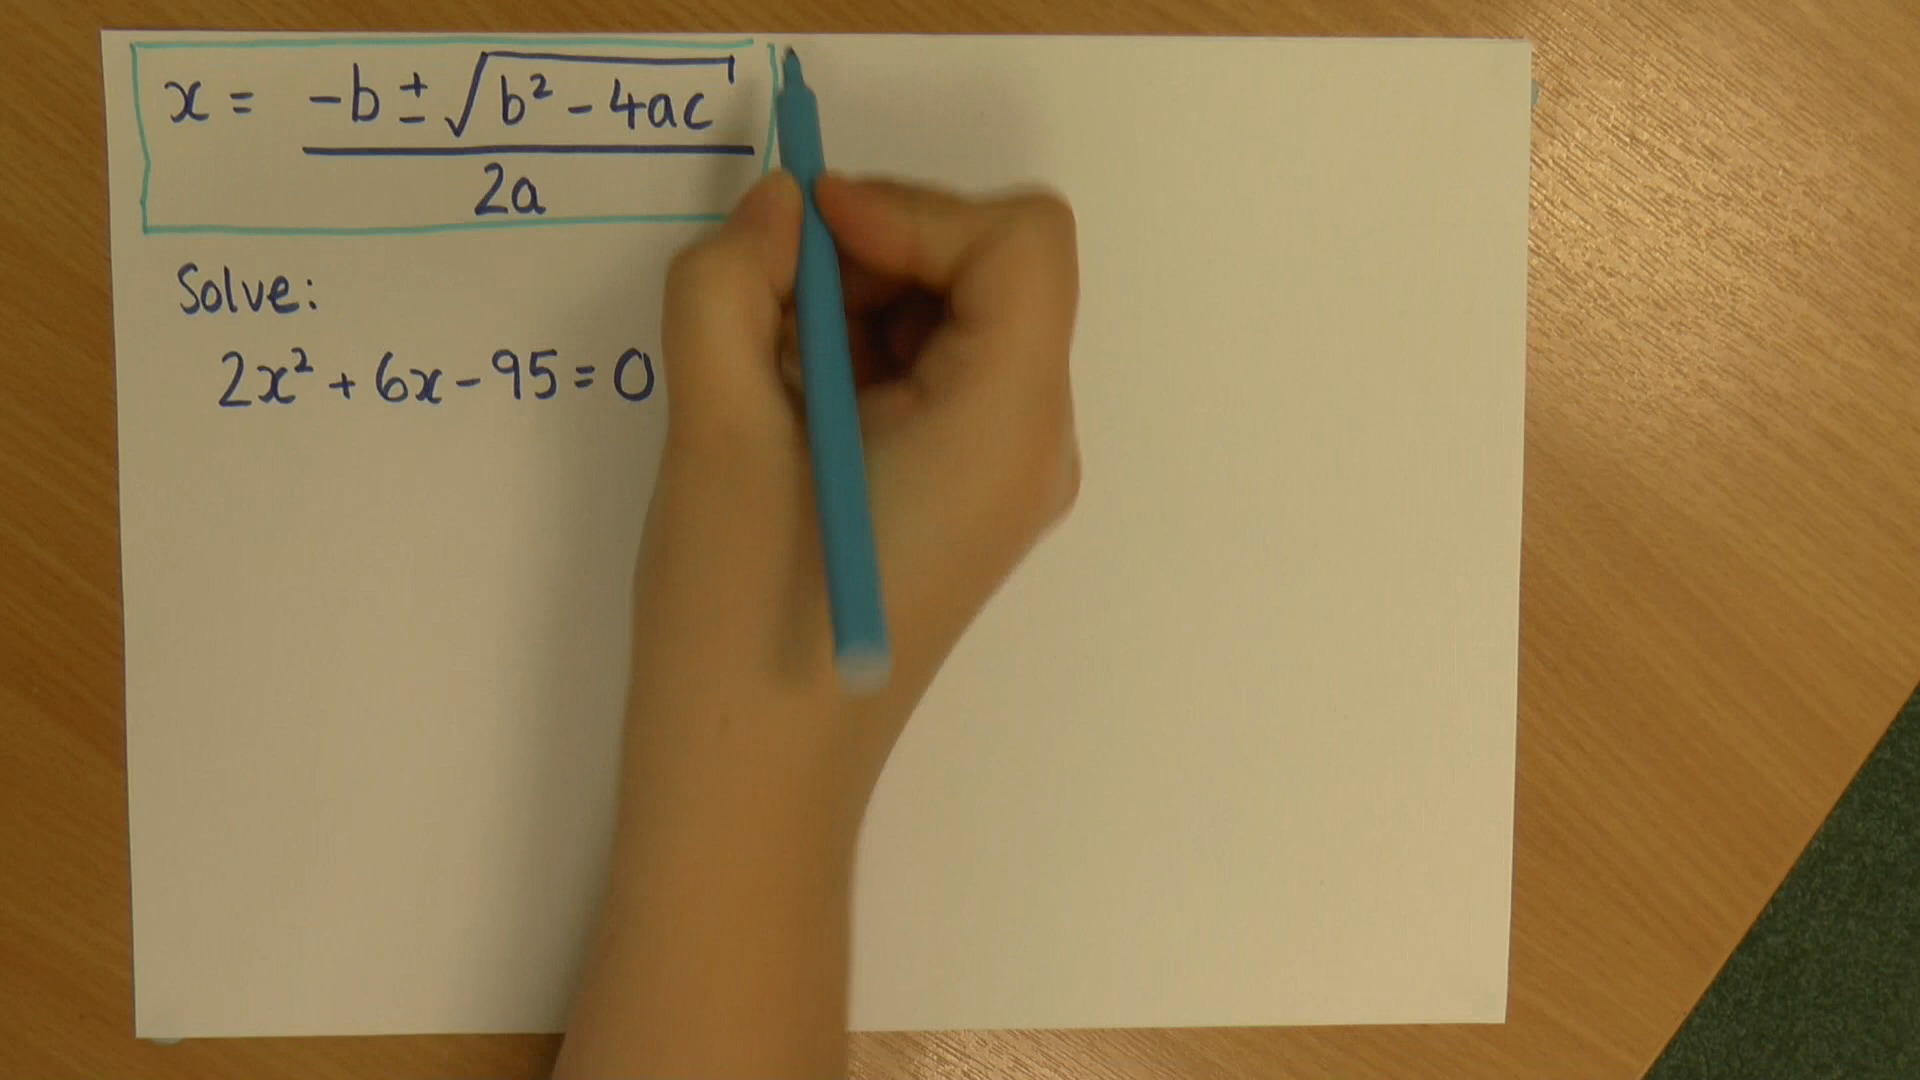 x = -b ± √b² - 4ac
2a
Solve:
2x² + 6x - 95 = 0